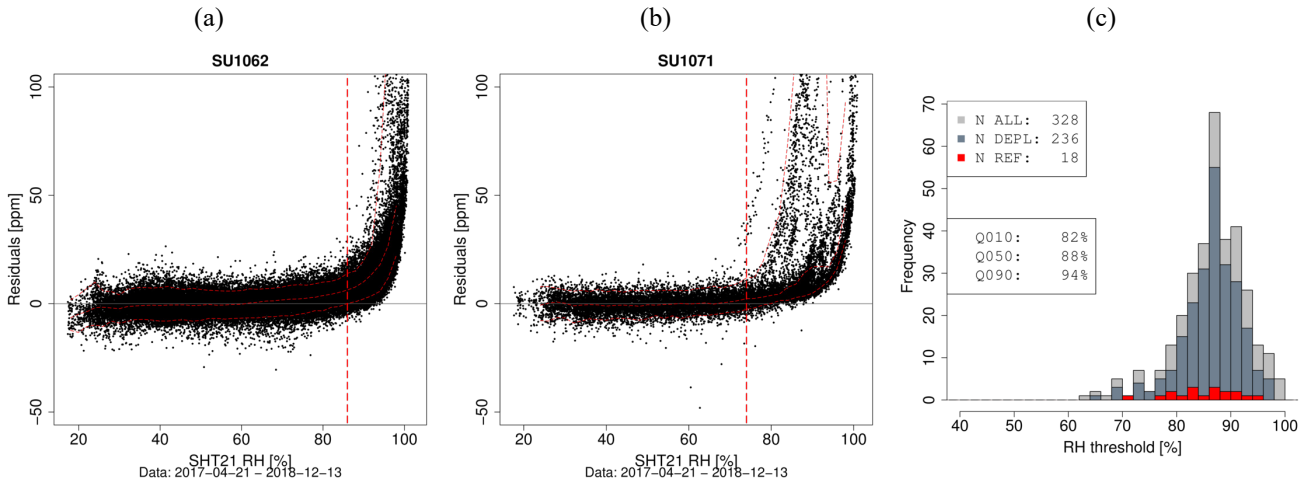 (a) (b) (c)
SU1062
Residuals [ppm]
100
50
0
−50
20 40 60 80 100
SHT21 RH [%]
Data: 2017−04−21 − 2018−12−13
SU1071
Residuals [ppm]
100
50
0
−50
20 40 60 80 100
SHT21 RH [%]
Data: 2017−04−21 − 2018−12−13
Frequency
70
60
50
40
30
20
10
0
N ALL: 328
N DEPL: 236
N REF: 18
Q010: 82%
Q050: 88%
Q090: 94%
40 50 60 70 80 90 100
RH threshold [%]